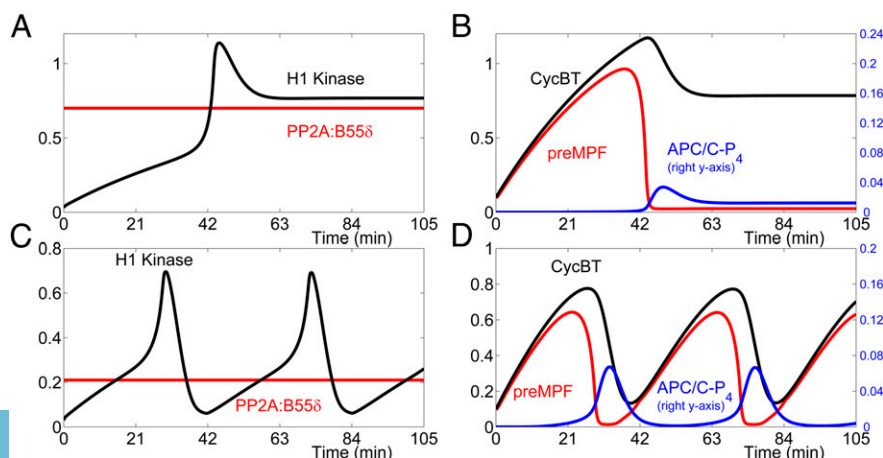 A
1
0.5
0
H1 Kinase
PP2A:B55δ
0 21 42 63 84 105
Time (min)
B
1
0.5
0
CycBT
preMPF
APC/C-P4
(right y-axis)
0.24
0.2
0.16
0.12
0.08
0.04
0
0 21 42 63 84 105
Time (min)
C
0.8
0.6
0.4
0.2
0
H1 Kinase
PP2A:B55δ
0 21 42 63 84 105
Time (min)
D
1
0.8
0.6
0.4
0.2
0
CycBT
preMPF
APC/C-P4
(right y-axis)
0.2
0.16
0.12
0.08
0.04
0
0 21 42 63 84 105
Time (min)